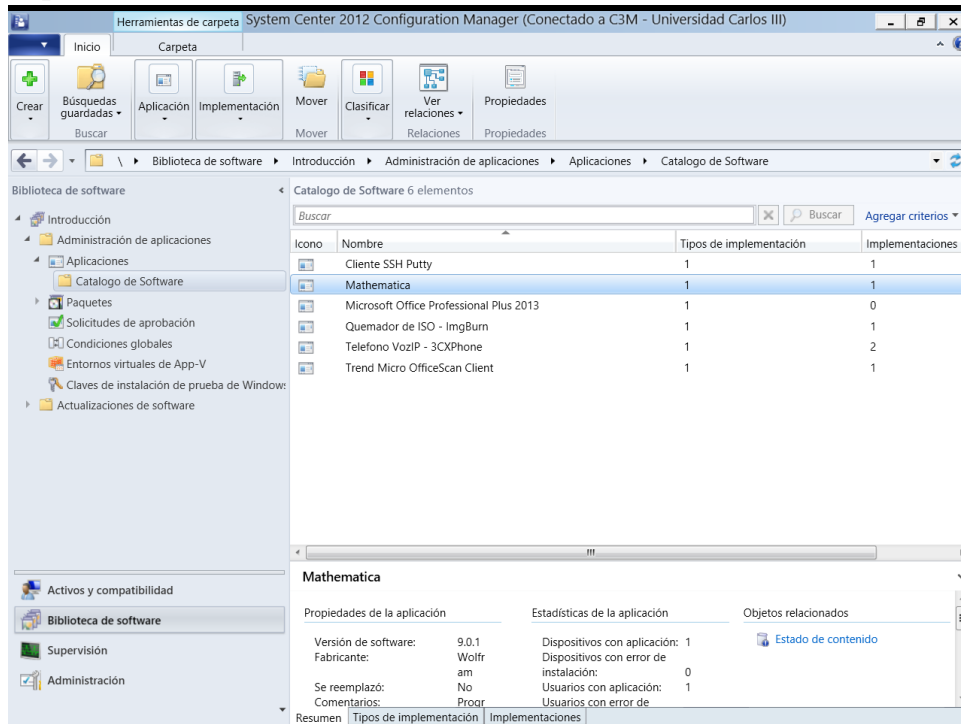 Herramientas de carpeta System Center 2012 Configuration Manager (Conectado a C3M - Universidad Carlos III)
Inicio Carpeta
Crear Búsquedas guardadas Aplicación Implementación Mover Clasificar Ver relaciones Propiedades
Buscar Mover Relaciones Propiedades
\ Biblioteca de software Introducción Administración de aplicaciones Aplicaciones Catalogo de Software
Biblioteca de software
Introducción
Administración de aplicaciones
Aplicaciones
Catalogo de Software
Paquetes
Solicitudes de aprobación
Condiciones globales
Entornos virtuales de App-V
Claves de instalación de prueba de Windows
Actualizaciones de software
Activos y compatibilidad
Biblioteca de software
Supervisión
Administración
Catalogo de Software 6 elementos
Buscar Buscar Agregar criterios
Icono Nombre Tipos de implementación Implementaciones
Cliente SSH Putty 1 1
Mathematica 1 1
Microsoft Office Professional Plus 2013 1 0
Quemador de ISO - ImgBurn 1 1
Telefono VozIP - 3CXPhone 1 2
Trend Micro OfficeScan Client 1 1
Mathematica
Propiedades de la aplicación
Versión de software: 9.0.1
Fabricante: Wolfr
am
Se reemplazó: No
Comentarios: Progr
Estadísticas de la aplicación
Dispositivos con aplicación: 1
Dispositivos con error de
instalación: 0
Usuarios con aplicación: 1
Usuarios con error de
Objetos relacionados
Estado de contenido
Resumen Tipos de implementación Implementaciones